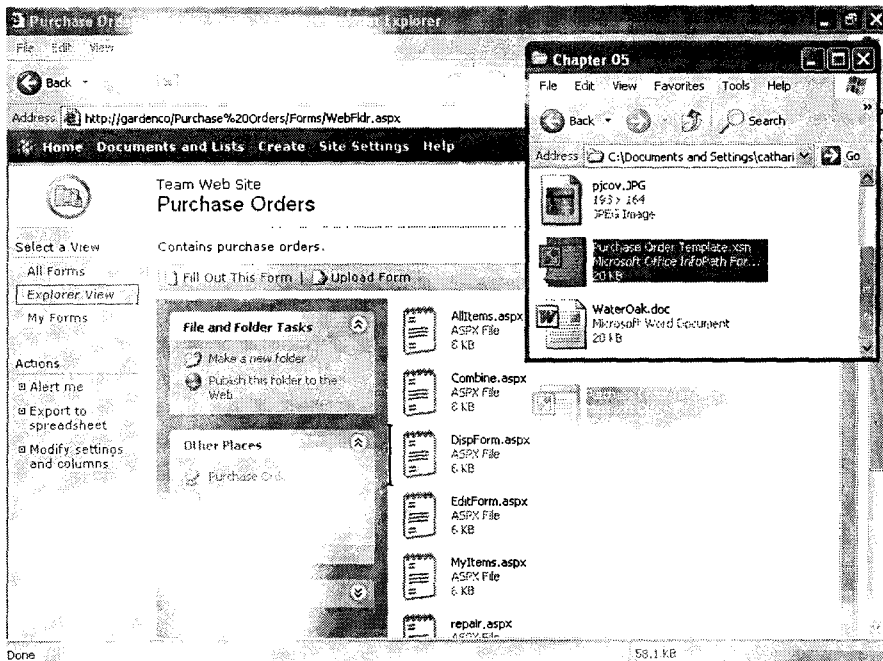 Purchase Ord
Explorer
File Edit View
Back
Address http://gardenco/Purchase%20Orders/Forms/WebFldr.aspx
Home Documents and Lists Create Site Settings Help
Team Web Site
Purchase Orders
Select a View
All Forms
Explorer View
My Forms
Actions
Alert me
Export to
spreadsheet
Modify settings
and columns
Contains purchase orders.
Fill Out This Form | Upload Form
File and Folder Tasks
Make a new folder
Publish this folder to the
Web
Other Places
Purchase Ord
AllItems.aspx
ASPX File
6 KB
Combine.aspx
ASPX File
8 KB
DispForm.aspx
ASPX File
6 KB
EditForm.aspx
ASPX File
6 KB
MyItems.aspx
ASPX File
6 KB
repair.aspx
ASPX File
Chapter 05
File Edit View Favorites Tools Help
Back Search
Address C:\Documents and Settings\cathari Go
pjcov.JPG
193 x 164
JPEG Image
Purchase Order Template.xsn
Microsoft Office InfoPath For...
20 KB
WaterOak.doc
Microsoft Word Document
20 KB
Done
58.1 KB